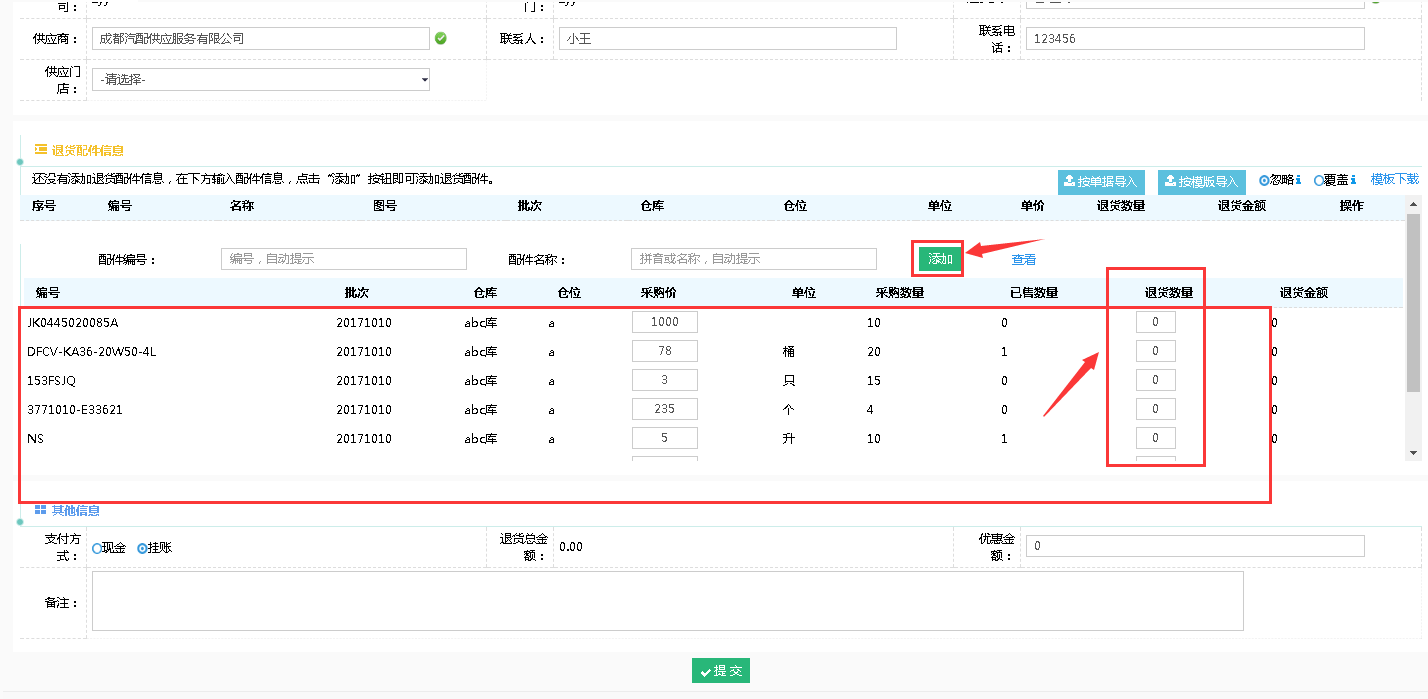 司：
门：
供应商：
成都汽配供应服务有限公司
联系人：
小王
联系电
话：
123456
供应门
店：
-请选择-
退货配件信息
还没有添加退货配件信息，在下方输入配件信息，点击“添加”按钮即可添加退货配件。
按单据导入 按模版导入 忽略 覆盖 模板下载
序号 编号 名称 图号 批次 仓库 仓位 单位 单价 退货数量 退货金额 操作
配件编号： 编号，自动提示 配件名称： 拼音或名称，自动提示 添加 查看
编号 批次 仓库 仓位 采购价 单位 采购数量 已售数量 退货数量 退货金额
JK0445020085A 20171010 abc库 a 1000 10 0 0 0
DFCV-KA36-20W50-4L 20171010 abc库 a 78 桶 20 1 0 0
153FSJQ 20171010 abc库 a 3 只 15 0 0 0
3771010-E33621 20171010 abc库 a 235 个 4 0 0 0
NS 20171010 abc库 a 5 升 10 1 0 0
其他信息
支付方
式：
现金 挂账
退货总金
额：
0.00
优惠金
额：
0
备注：
提 交